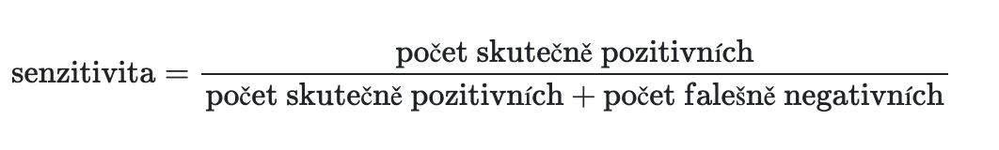 senzitivita = počet skutečně pozitivních
počet skutečně pozitivních + počet falešně negativních